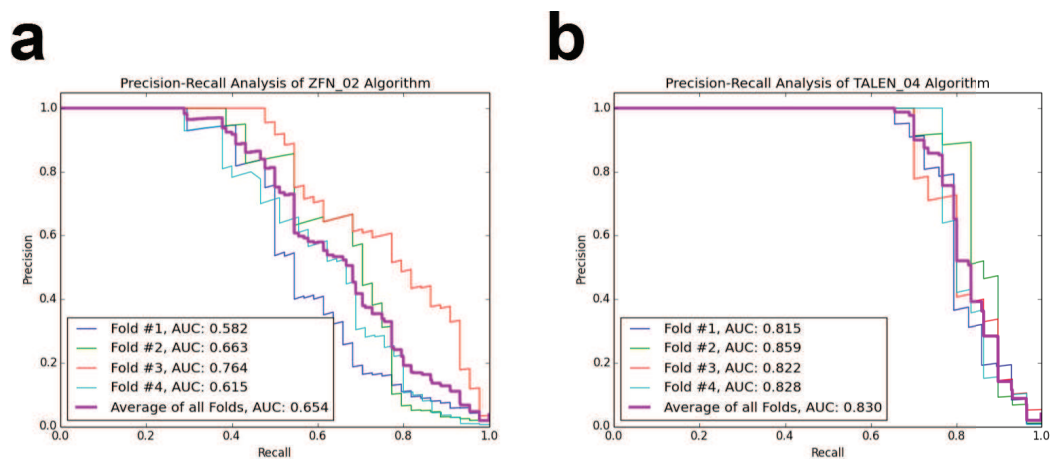 a
Precision-Recall Analysis of ZFN_02 Algorithm
1.0
0.8
0.6
0.4
0.2
0.0
Precision
Fold #1, AUC: 0.582
Fold #2, AUC: 0.663
Fold #3, AUC: 0.764
Fold #4, AUC: 0.615
Average of all Folds, AUC: 0.654
0.0 0.2 0.4 0.6 0.8 1.0
Recall
b
Precision-Recall Analysis of TALEN_04 Algorithm
1.0
0.8
0.6
0.4
0.2
0.0
Precision
Fold #1, AUC: 0.815
Fold #2, AUC: 0.859
Fold #3, AUC: 0.822
Fold #4, AUC: 0.828
Average of all Folds, AUC: 0.830
0.0 0.2 0.4 0.6 0.8 1.0
Recall